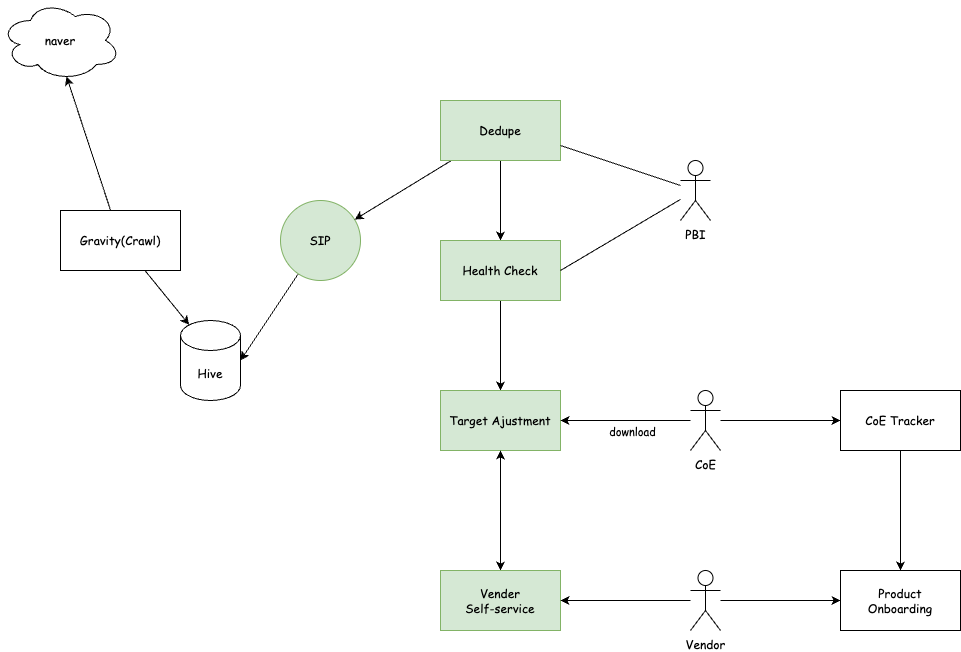 naver
Dedupe
PBI
Gravity(Crawl)
SIP
Health Check
Hive
Target Ajustment
download
CoE
CoE Tracker
Vender
Self-service
Vendor
Product
Onboarding